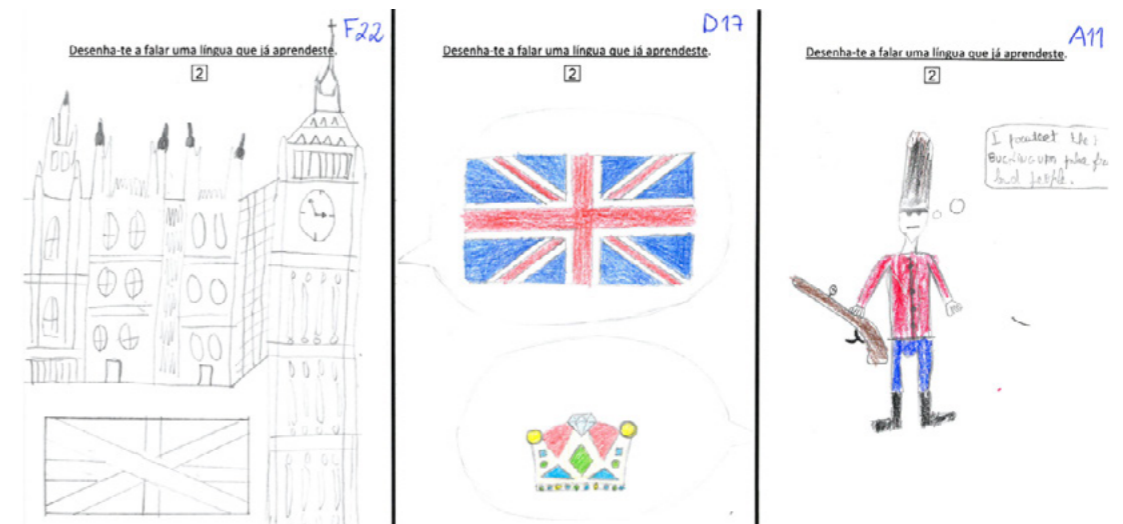 F22
Desenha-te a falar uma língua que já aprendeste.
2
D17
Desenha-te a falar uma língua que já aprendeste.
2
A11
Desenha-te a falar uma língua que já aprendeste.
2
I the
people.